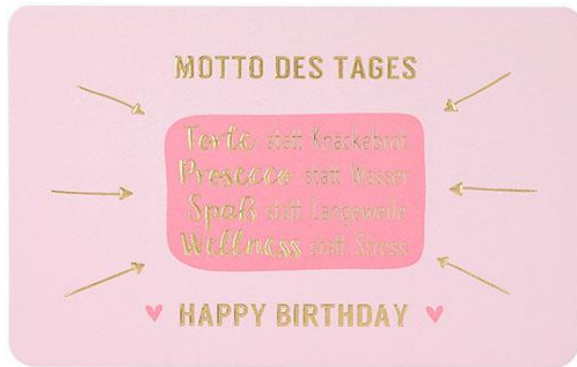 MOTTO DES TAGES
Torte statt Knäckebrot
Prosecco statt Wasser
Spaß statt Langeweile
Wellness statt Stress
HAPPY BIRTHDAY